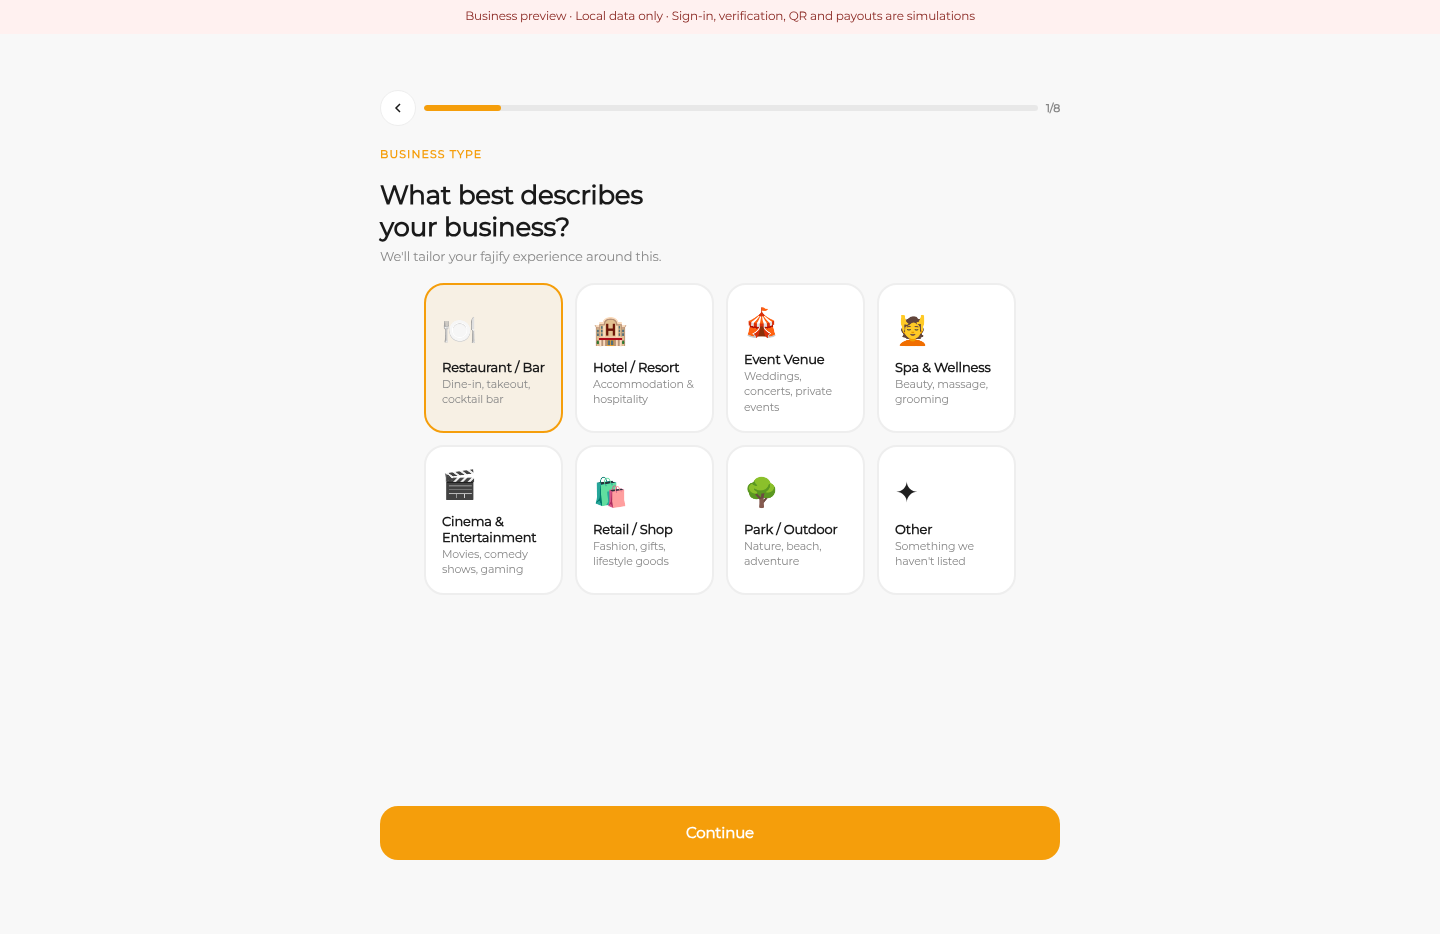 Business preview · Local data only · Sign-in, verification, QR and payouts are simulations
1/8
BUSINESS TYPE
What best describes
your business?
We'll tailor your fajify experience around this.
Restaurant / Bar
Dine-in, takeout,
cocktail bar
H
Hotel / Resort
Accommodation &
hospitality
Event Venue
Weddings,
concerts, private
events
Spa & Wellness
Beauty, massage,
grooming
Cinema &
Entertainment
Movies, comedy
shows, gaming
Retail / Shop
Fashion, gifts,
lifestyle goods
Park / Outdoor
Nature, beach,
adventure
Other
Something we
haven't listed
Continue